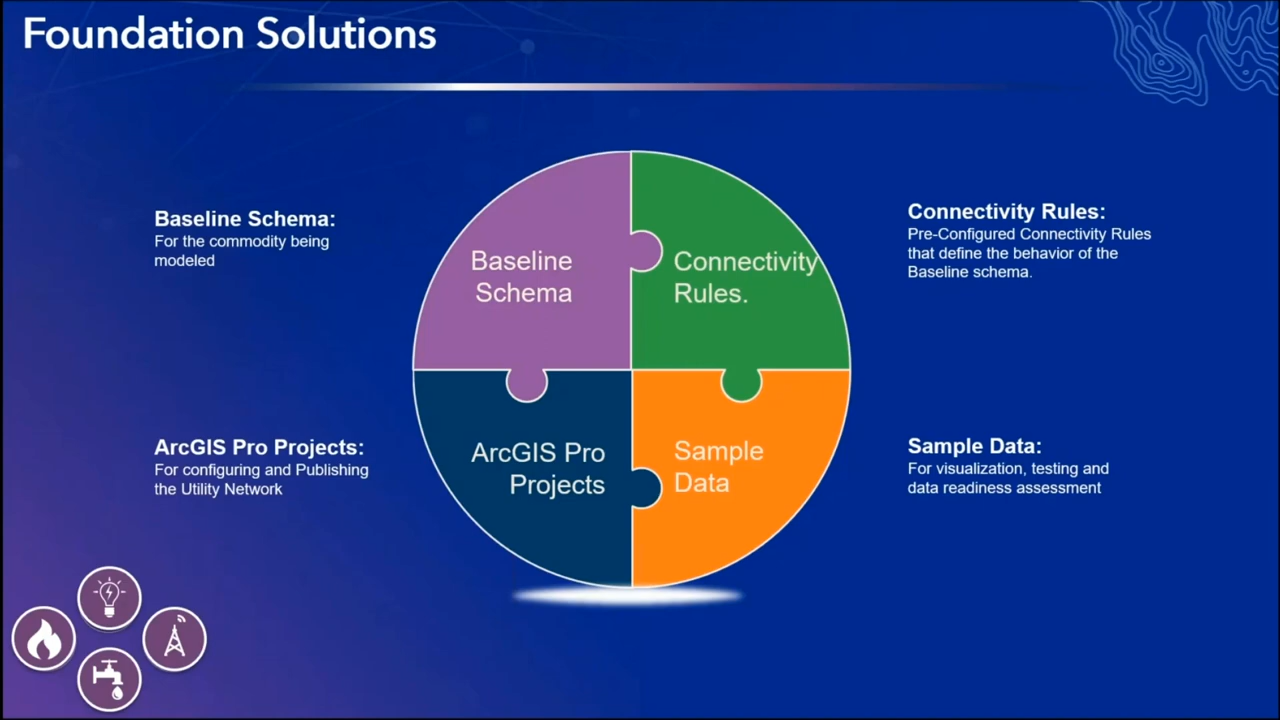 Foundation Solutions
Baseline Schema:
For the commodity being
modeled
Baseline
Schema
Connectivity
Rules.
Connectivity Rules:
Pre-Configured Connectivity Rules
that define the behavior of the
Baseline schema.
ArcGIS Pro Projects:
For configuring and Publishing
the Utility Network
ArcGIS Pro
Projects
Sample
Data
Sample Data:
For visualization, testing and
data readiness assessment